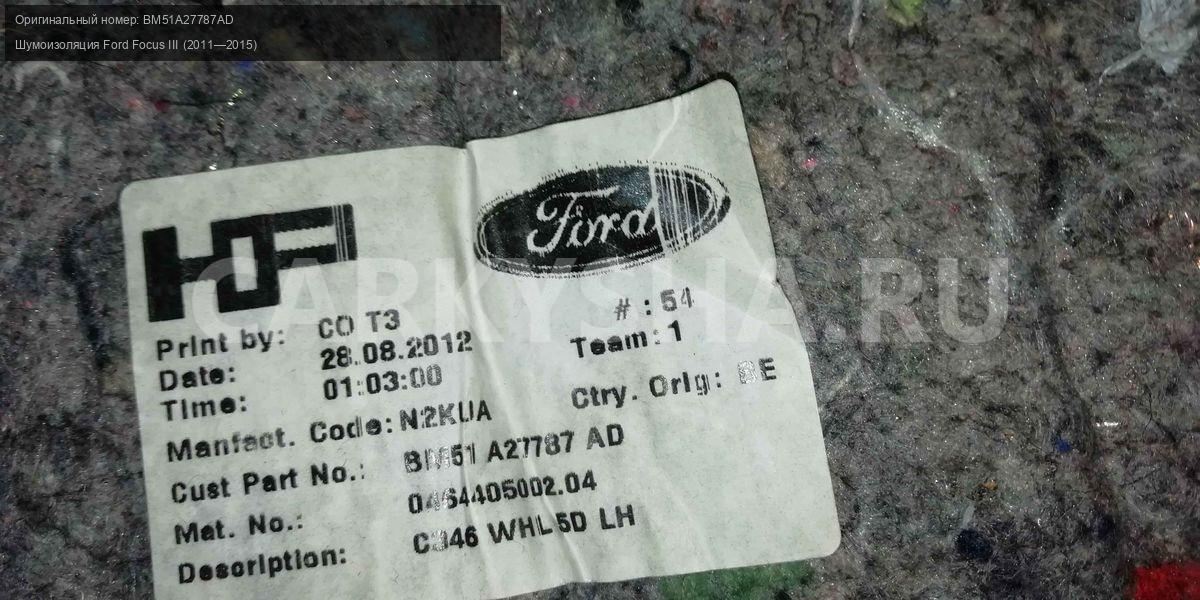 Оригинальный номер: BM51A27787AD
Шумоизоляция Ford Focus III (2011—2015)
HP
Ford
CARKYSHA.RU
Print by: CO T3 # : 54
Date: 28.08.2012 Team: 1
Time: 01:03:00
Manfact. Code: N2KUA Ctry. Orig: BE
Cust Part No.: BM51 A27787 AD
Mat. No.: 0464405002.04
Description: C346 WHL 5D LH